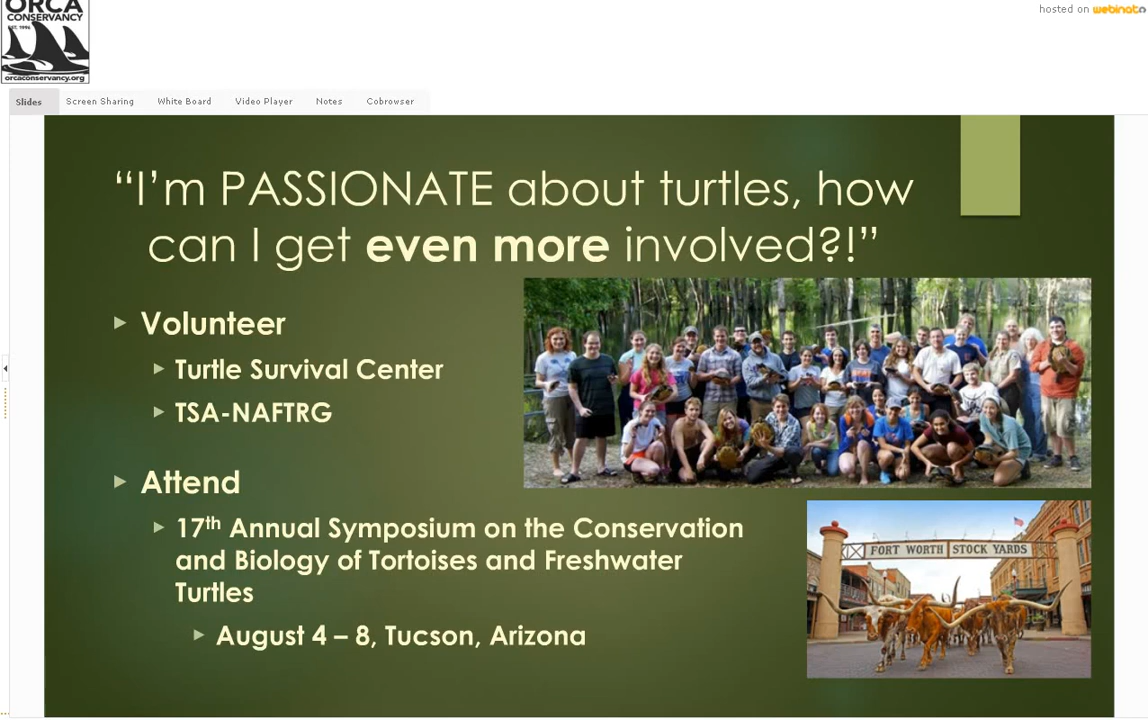 ORCA
CONSERVANCY
EST. 1996
orcaconservancy.org
hosted on webinato
Slides
Screen Sharing
White Board
Video Player
Notes
Cobrowser
“I’m PASSIONATE about turtles, how
can I get even more involved?!”
Volunteer
Turtle Survival Center
TSA-NAFTRG
Attend
17th Annual Symposium on the Conservation
and Biology of Tortoises and Freshwater
Turtles
August 4 – 8, Tucson, Arizona
FORT WORTH STOCK YARDS